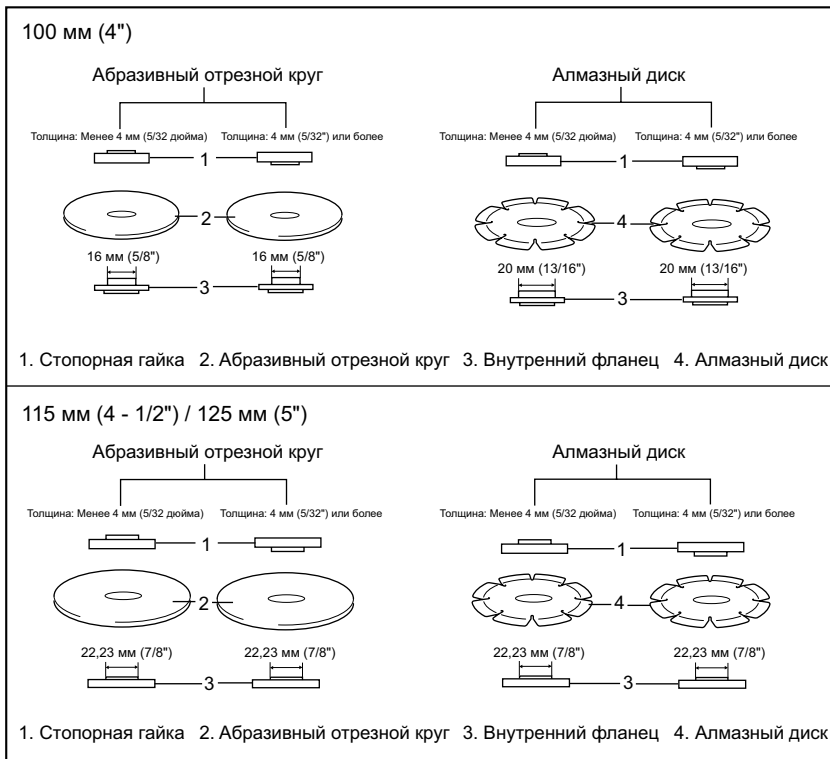 100 мм (4")
Абразивный отрезной круг Алмазный диск
Толщина: Менее 4 мм (5/32 дюйма) Толщина: 4 мм (5/32") или более Толщина: Менее 4 мм (5/32 дюйма) Толщина: 4 мм (5/32") или более
1 1
2 4
16 мм (5/8") 16 мм (5/8") 20 мм (13/16") 20 мм (13/16")
3 3
1. Стопорная гайка 2. Абразивный отрезной круг 3. Внутренний фланец 4. Алмазный диск
115 мм (4 - 1/2") / 125 мм (5")
Абразивный отрезной круг Алмазный диск
Толщина: Менее 4 мм (5/32 дюйма) Толщина: 4 мм (5/32") или более Толщина: Менее 4 мм (5/32 дюйма) Толщина: 4 мм (5/32") или более
1 1
2 4
22,23 мм (7/8") 22,23 мм (7/8") 22,23 мм (7/8") 22,23 мм (7/8")
3 3
1. Стопорная гайка 2. Абразивный отрезной круг 3. Внутренний фланец 4. Алмазный диск